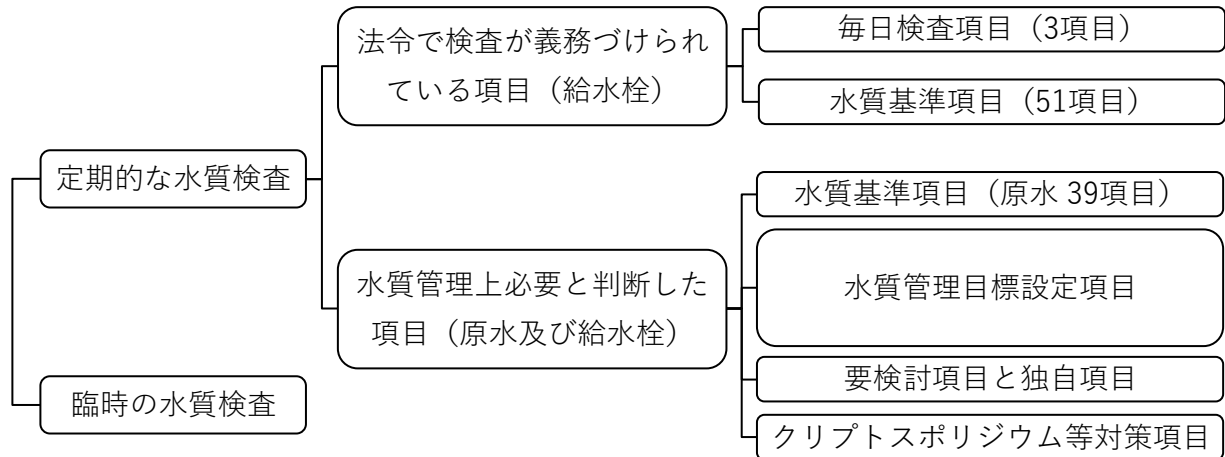 法令で検査が義務づけられ
ている項目（給水栓）
毎日検査項目（3項目）
水質基準項目（51項目）
定期的な水質検査
水質管理上必要と判断した
項目（原水及び給水栓）
水質基準項目（原水 39項目）
水質管理目標設定項目
要検討項目と独自項目
クリプトスポリジウム等対策項目
臨時の水質検査